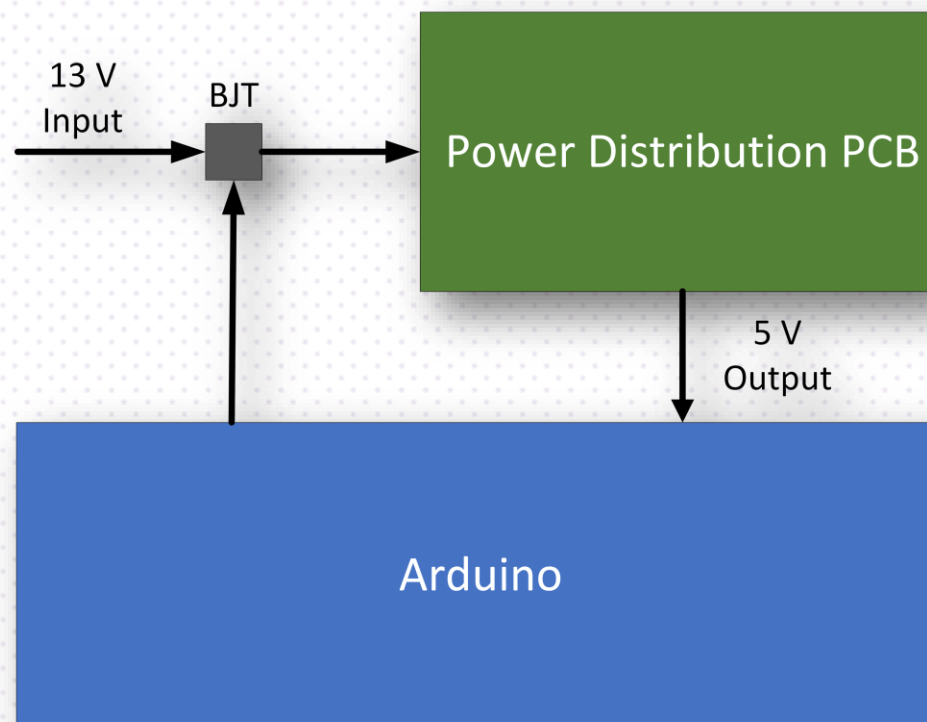 13 V
Input
BJT
Power Distribution PCB
5 V
Output
Arduino